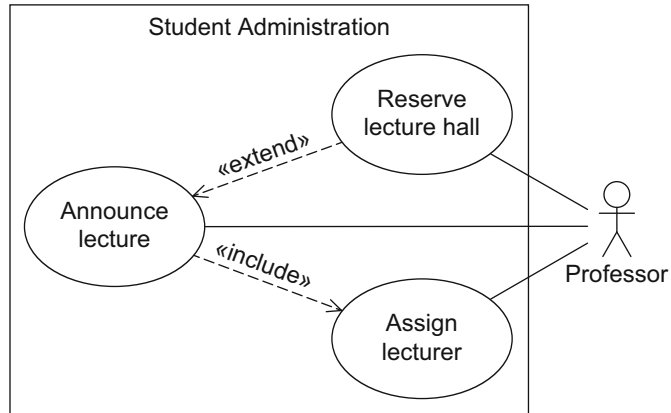 Student Administration
Reserve
lecture hall
«extend»
Announce
lecture
«include»
Professor
Assign
lecturer